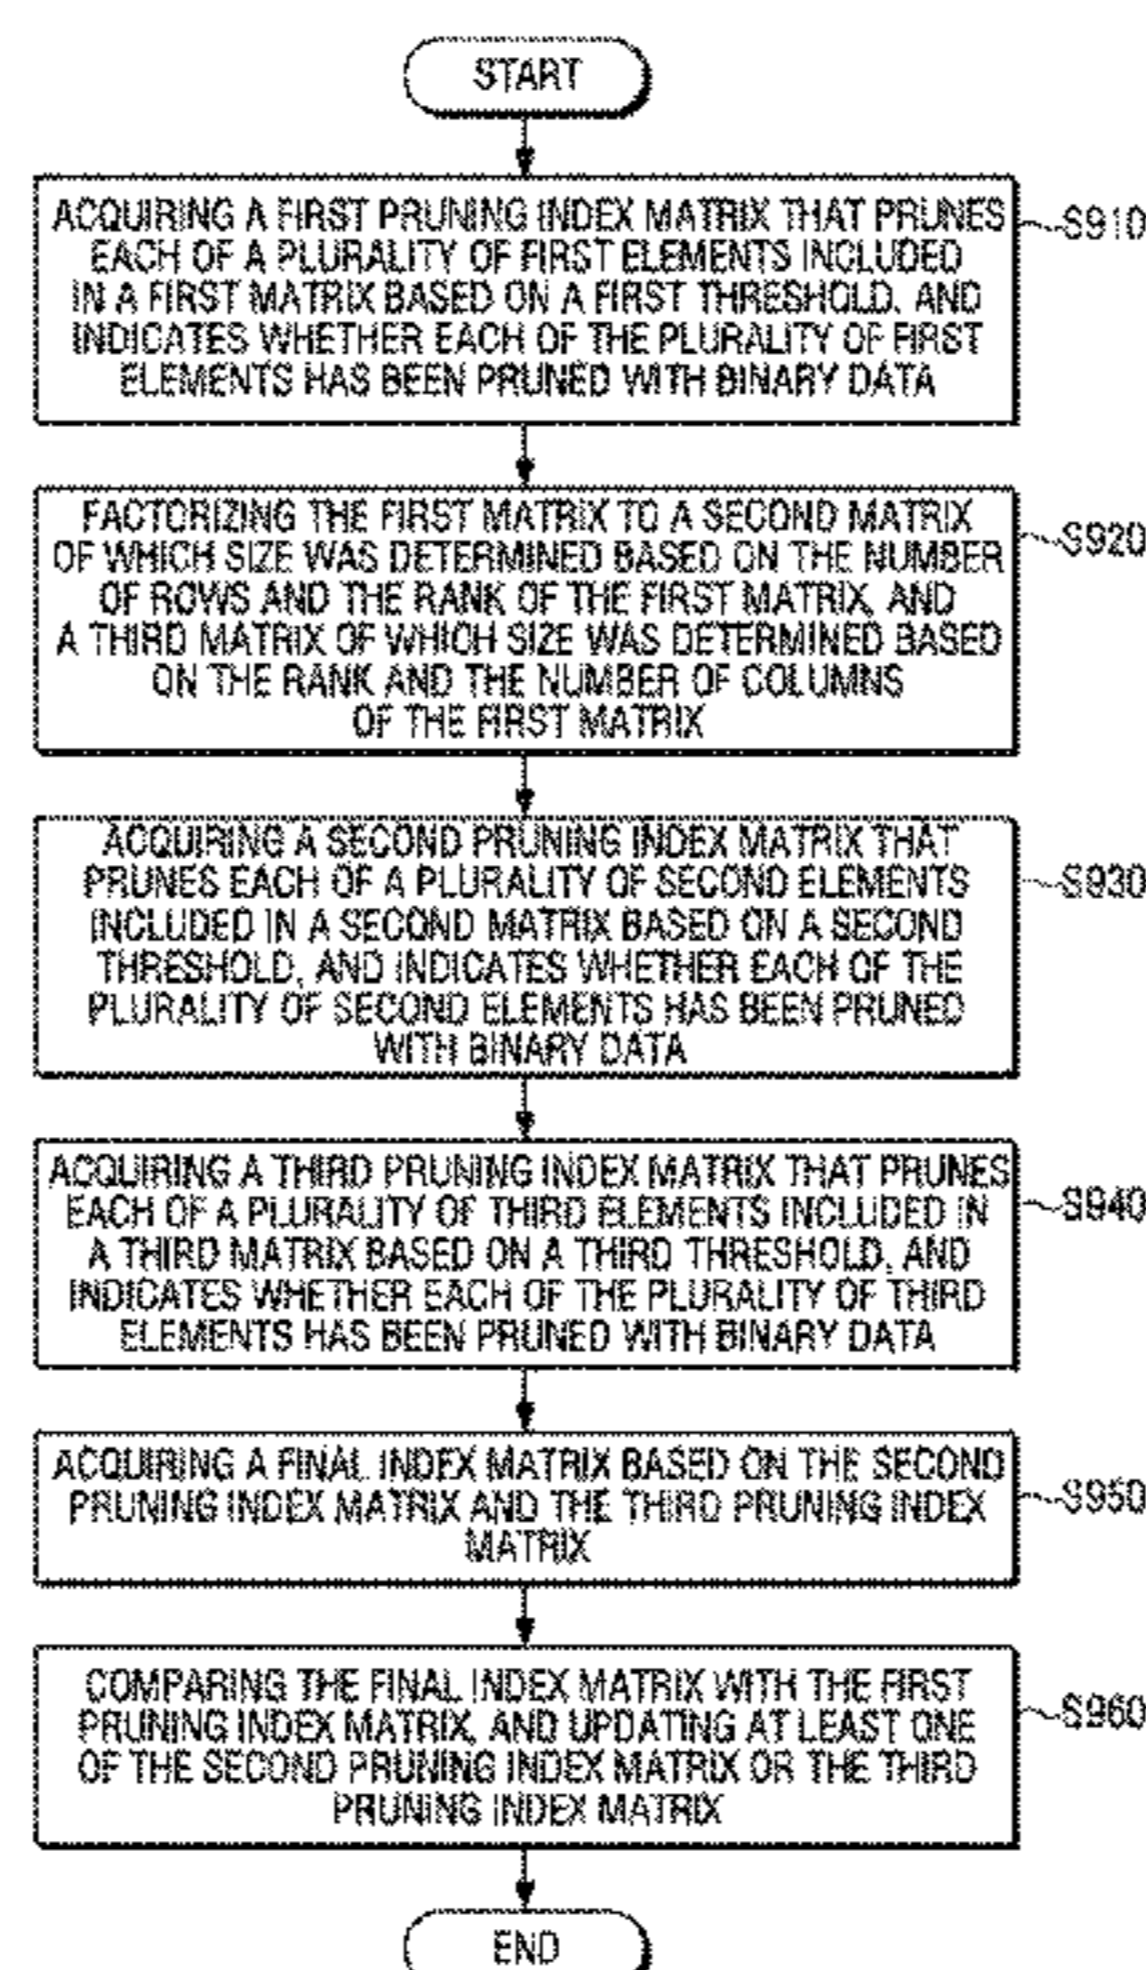 START
ACQUIRING A FIRST PRUNING INDEX MATRIX THAT PRUNES
EACH OF A PLURALITY OF FIRST ELEMENTS INCLUDED
IN A FIRST MATRIX BASED ON A FIRST THRESHOLD, AND
INDICATES WHETHER EACH OF THE PLURALITY OF FIRST
ELEMENTS HAS BEEN PRUNED WITH BINARY DATA
S910
FACTORIZING THE FIRST MATRIX TO A SECOND MATRIX
OF WHICH SIZE WAS DETERMINED BASED ON THE NUMBER
OF ROWS AND THE RANK OF THE FIRST MATRIX, AND
A THIRD MATRIX OF WHICH SIZE WAS DETERMINED BASED
ON THE RANK AND THE NUMBER OF COLUMNS
OF THE FIRST MATRIX
S920
ACQUIRING A SECOND PRUNING INDEX MATRIX THAT
PRUNES EACH OF A PLURALITY OF SECOND ELEMENTS
INCLUDED IN A SECOND MATRIX BASED ON A SECOND
THRESHOLD, AND INDICATES WHETHER EACH OF THE
PLURALITY OF SECOND ELEMENTS HAS BEEN PRUNED
WITH BINARY DATA
S930
ACQUIRING A THIRD PRUNING INDEX MATRIX THAT PRUNES
EACH OF A PLURALITY OF THIRD ELEMENTS INCLUDED IN
A THIRD MATRIX BASED ON A THIRD THRESHOLD, AND
INDICATES WHETHER EACH OF THE PLURALITY OF THIRD
ELEMENTS HAS BEEN PRUNED WITH BINARY DATA
S940
ACQUIRING A FINAL INDEX MATRIX BASED ON THE SECOND
PRUNING INDEX MATRIX AND THE THIRD PRUNING INDEX
MATRIX
S950
COMPARING THE FINAL INDEX MATRIX WITH THE FIRST
PRUNING INDEX MATRIX, AND UPDATING AT LEAST ONE
OF THE SECOND PRUNING INDEX MATRIX OR THE THIRD
PRUNING INDEX MATRIX
S960
END